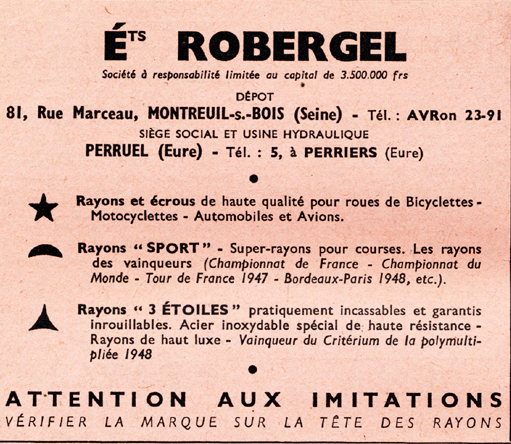 Éts ROBERGEL
Société à responsabilité limitée au capital de 3.500.000 frs
DÉPOT
81, Rue Marceau, MONTREUIL-s.-BOIS (Seine) - Tél. : AVRon 23-91
SIÈGE SOCIAL ET USINE HYDRAULIQUE
PERRUEL (Eure) - Tél. : 5, à PERRIERS (Eure)
Rayons et écrous de haute qualité pour roues de Bicyclettes -
Motocyclettes - Automobiles et Avions.
Rayons “ SPORT ” - Super-rayons pour courses. Les rayons
des vainqueurs (Championnat de France - Championnat du
Monde - Tour de France 1947 - Bordeaux-Paris 1948, etc.).
Rayons “ 3 ÉTOILES ” pratiquement incassables et garantis
inrouillables. Acier inoxydable spécial de haute résistance -
Rayons de haut luxe - Vainqueur du Critérium de la polymulti-
pliée 1948
ATTENTION AUX IMITATIONS
VÉRIFIER LA MARQUE SUR LA TÊTE DES RAYONS